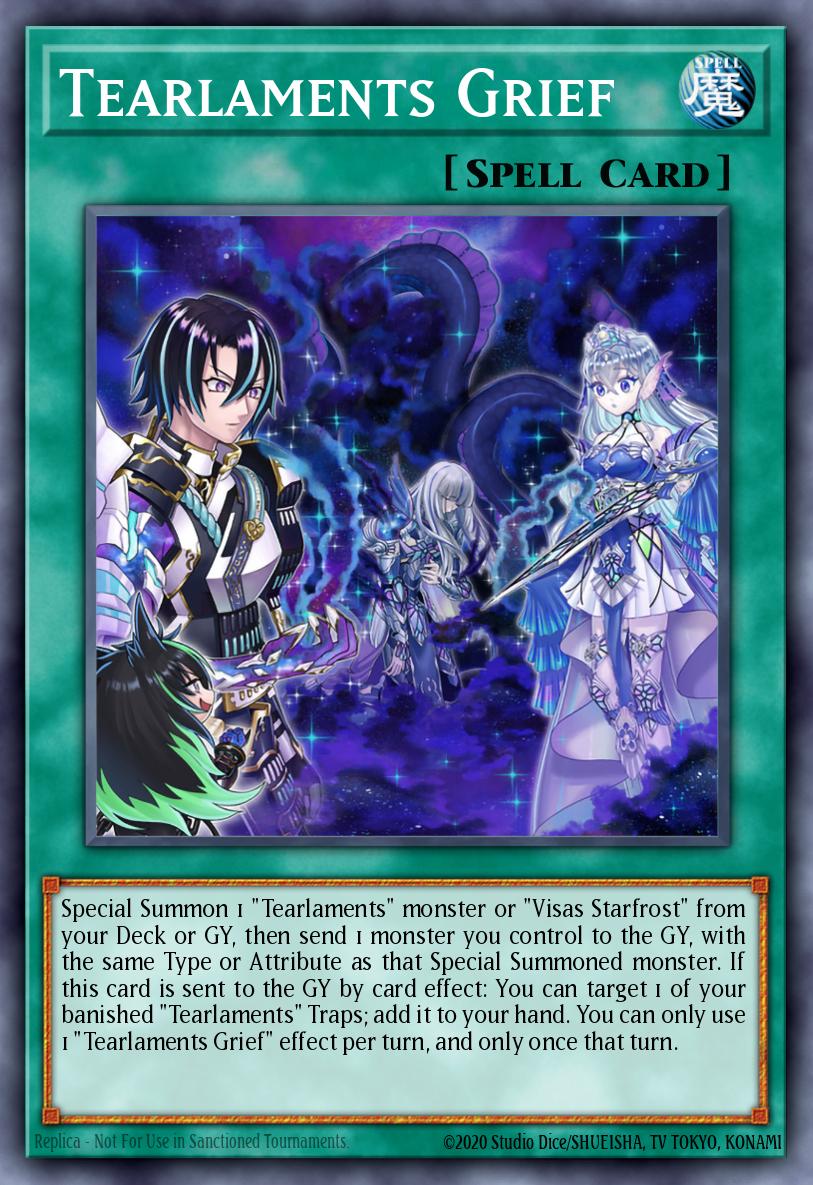 Tearlaments Grief
SPELL
魔
[Spell Card]
Special Summon 1 "Tearlaments" monster or "Visas Starfrost" from
your Deck or GY, then send 1 monster you control to the GY, with
the same Type or Attribute as that Special Summoned monster. If
this card is sent to the GY by card effect: You can target 1 of your
banished "Tearlaments" Traps; add it to your hand. You can only use
1 "Tearlaments Grief" effect per turn, and only once that turn.
Replica - Not For Use in Sanctioned Tournaments.
©2020 Studio Dice/SHUEISHA, TV TOKYO, KONAMI